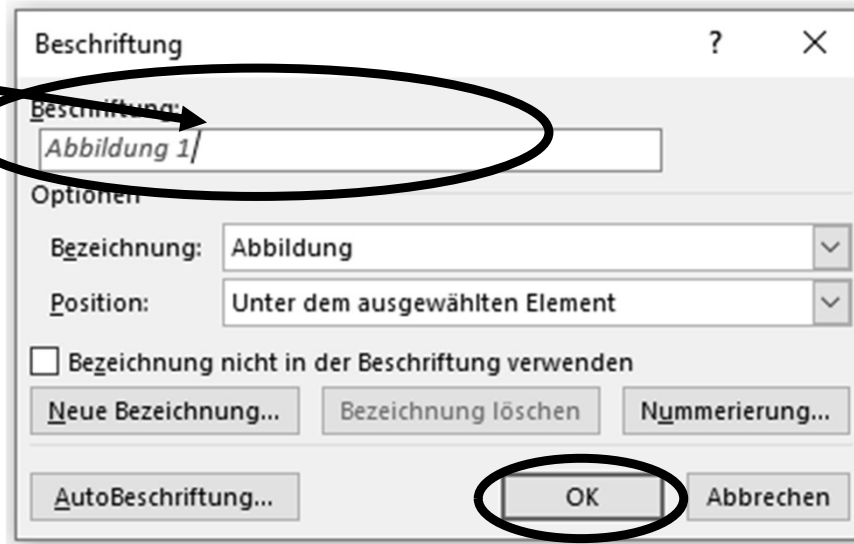 Beschriftung ?
Beschriftung:
Abbildung 1
Optionen
Bezeichnung: Abbildung
Position: Unter dem ausgewählten Element
Bezeichnung nicht in der Beschriftung verwenden
Neue Bezeichnung... Bezeichnung löschen Nummerierung...
AutoBeschriftung... OK Abbrechen